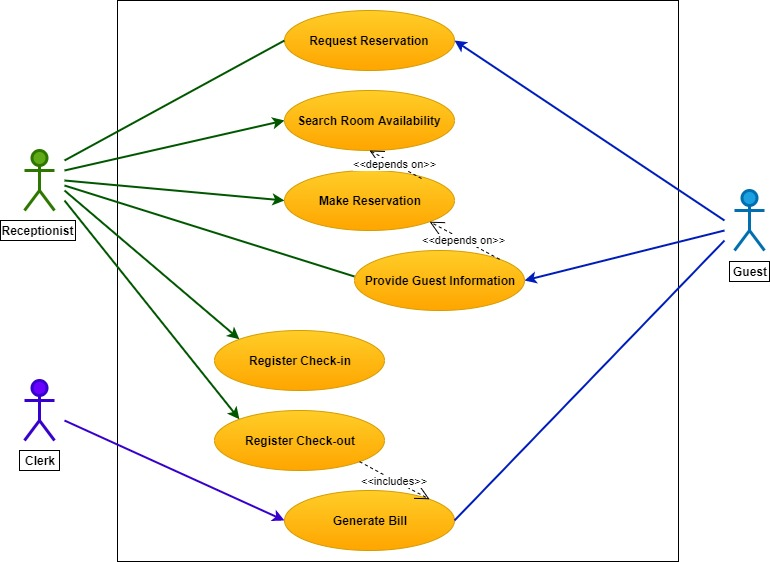 Request Reservation
Search Room Availability
<<depends on>>
Make Reservation
Receptionist
<<depends on>>
Guest
Provide Guest Information
Register Check-in
Register Check-out
Clerk
<<includes>>
Generate Bill